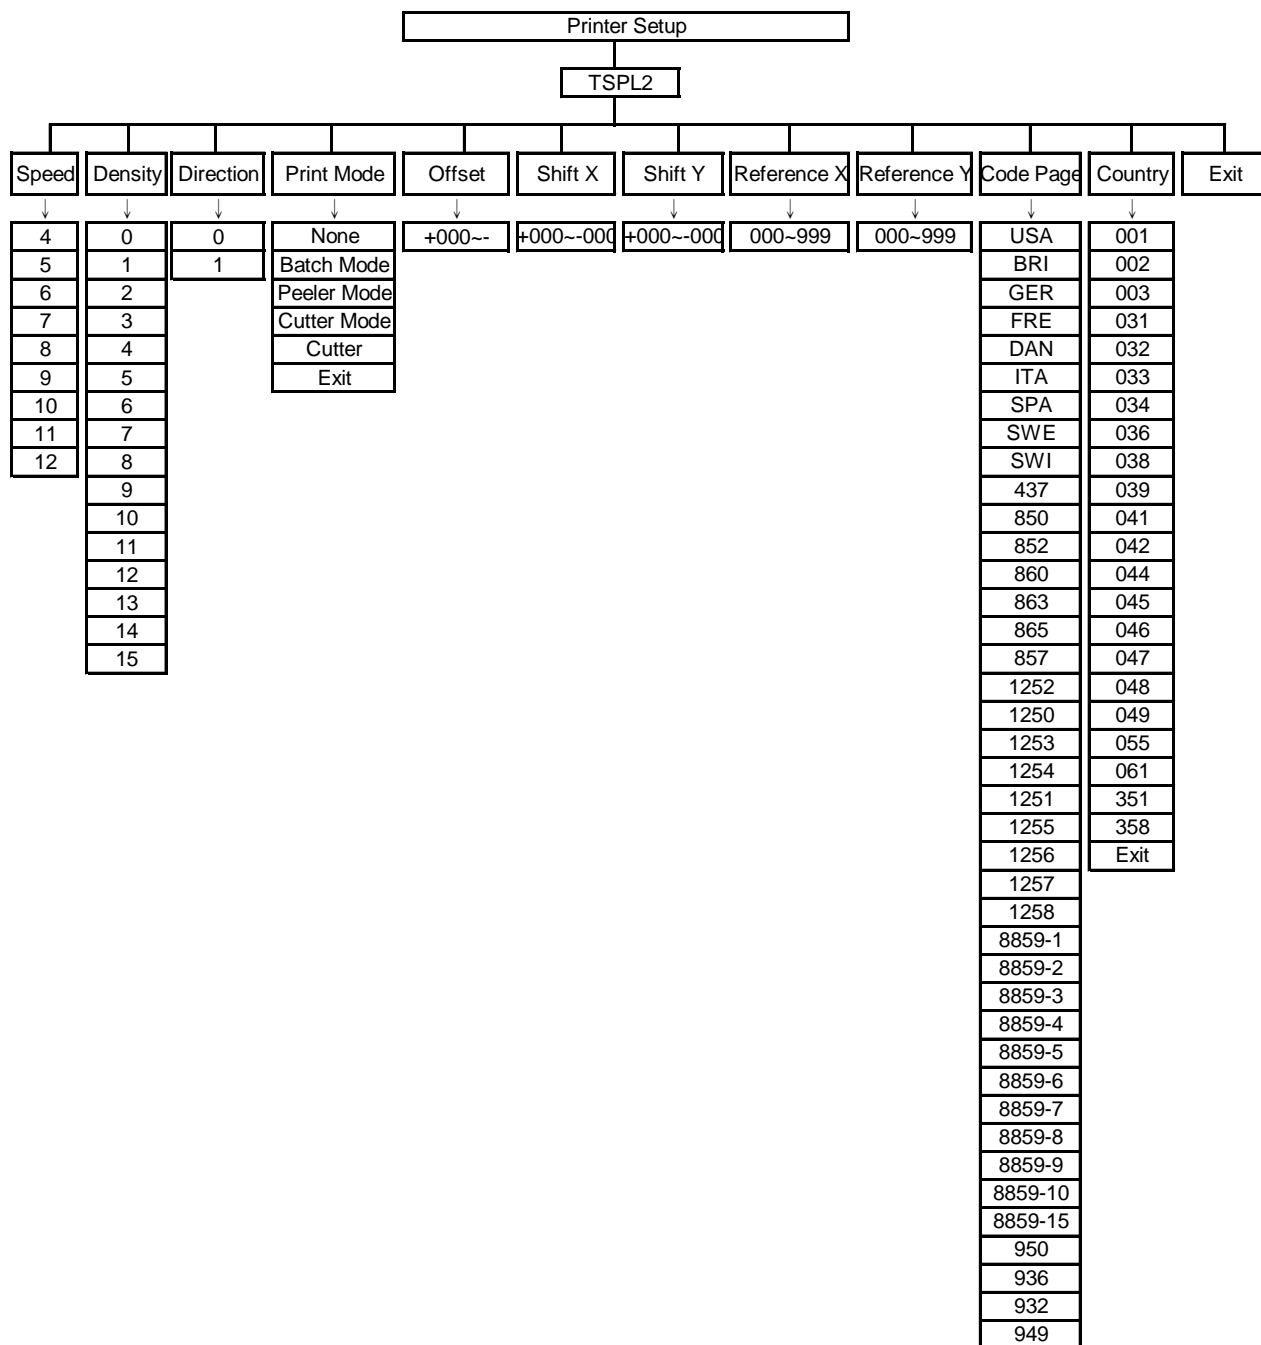 Printer Setup
TSPL2
Speed Density Direction Print Mode Offset Shift X Shift Y Reference X Reference Y Code Page Country Exit
4 0 0 None +000~- +000~-000 +000~-000 000~999 000~999 USA 001
5 1 1 Batch Mode BRI 002
6 2 Peeler Mode GER 003
7 3 Cutter Mode FRE 031
8 4 Cutter DAN 032
9 5 Exit ITA 033
10 6 SPA 034
11 7 SWE 036
12 8 SWI 038
9 437 039
10 850 041
11 852 042
12 860 044
13 863 045
14 865 046
15 857 047
1252 048
1250 049
1253 055
1254 061
1251 351
1255 358
1256 Exit
1257
1258
8859-1
8859-2
8859-3
8859-4
8859-5
8859-6
8859-7
8859-8
8859-9
8859-10
8859-15
950
936
932
949